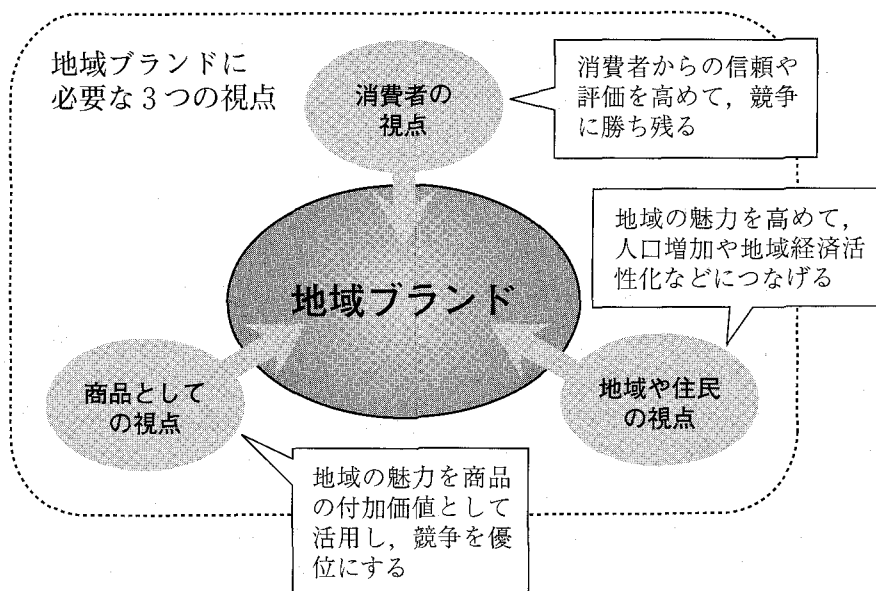 地域ブランドに
必要な3つの視点
消費者の
視点
消費者からの信頼や
評価を高めて，競争
に勝ち残る
地域の魅力を高めて，
人口増加や地域経済活
性化などにつなげる
地域ブランド
商品として
の視点
地域や住民
の視点
地域の魅力を商品
の付加価値として
活用し，競争を優
位にする